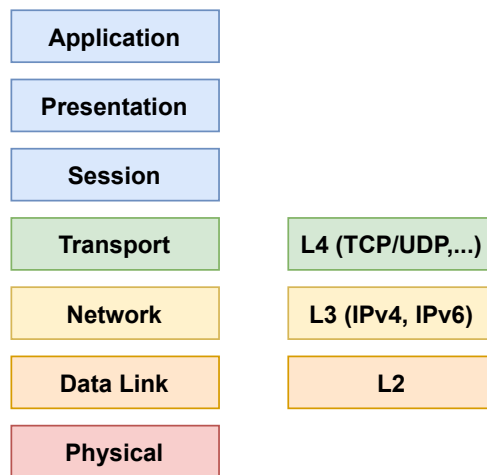 Application
Presentation
Session
Transport
L4 (TCP/UDP,...)
Network
L3 (IPv4, IPv6)
Data Link
L2
Physical